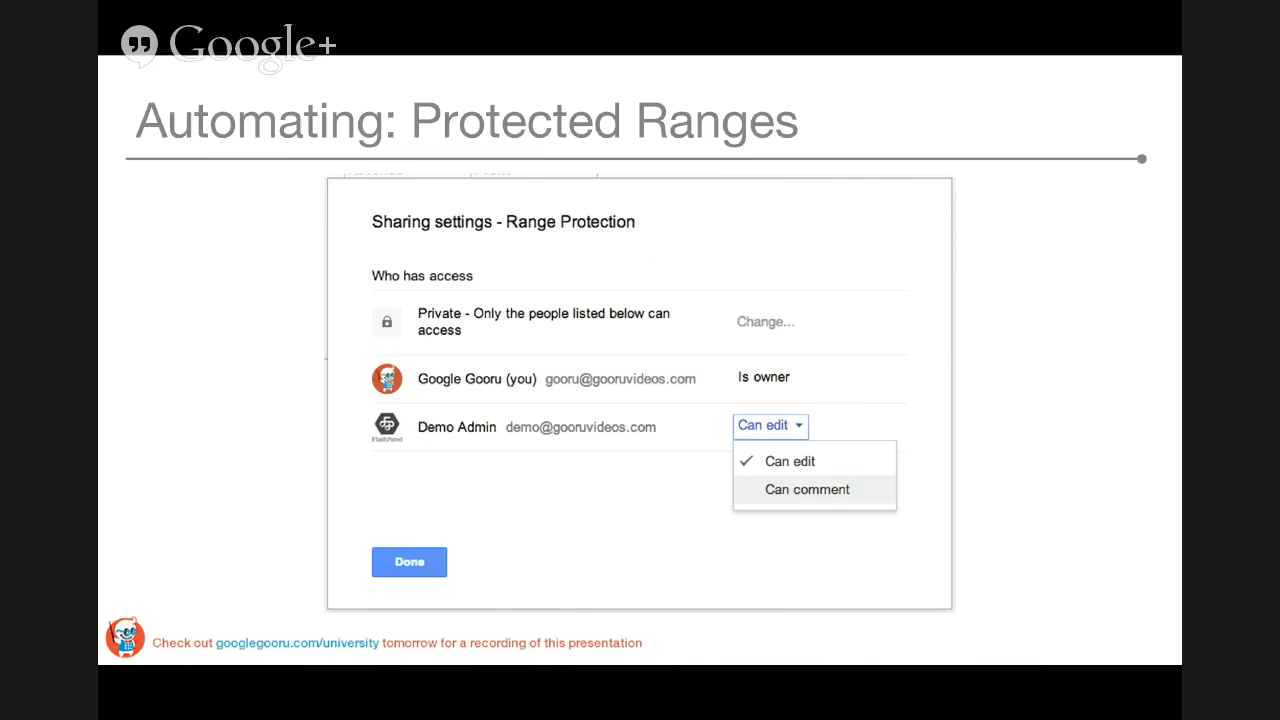 Google+
Automating: Protected Ranges
Sharing settings - Range Protection
Who has access
Private - Only the people listed below can
access
Change...
Google Gooru (you) gooru@gooruvideos.com
Is owner
FlashPanel
Demo Admin demo@gooruvideos.com
Can edit
Can edit
Can comment
Done
Check out googlegooru.com/university tomorrow for a recording of this presentation